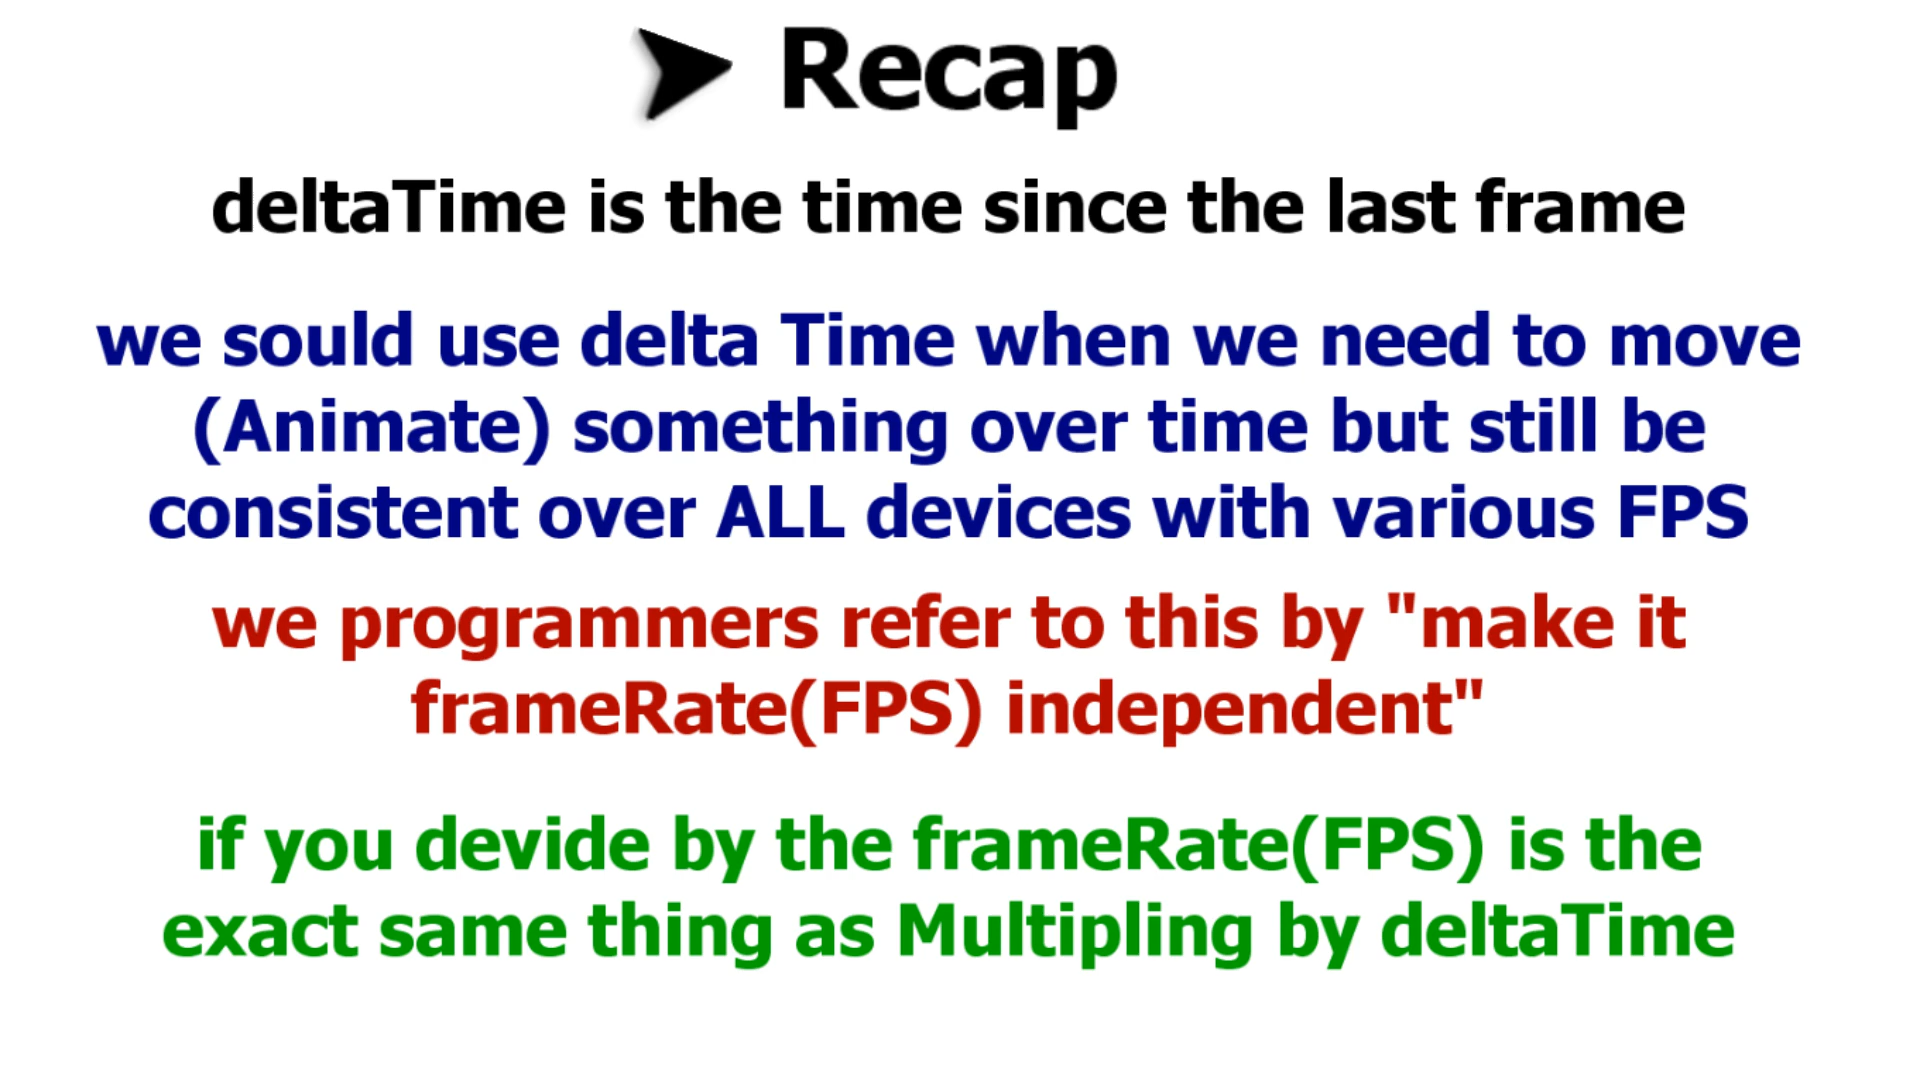 Recap
deltaTime is the time since the last frame
we sould use delta Time when we need to move
(Animate) something over time but still be
consistent over ALL devices with various FPS
we programmers refer to this by "make it
frameRate(FPS) independent"
if you devide by the frameRate(FPS) is the
exact same thing as Multipling by deltaTime